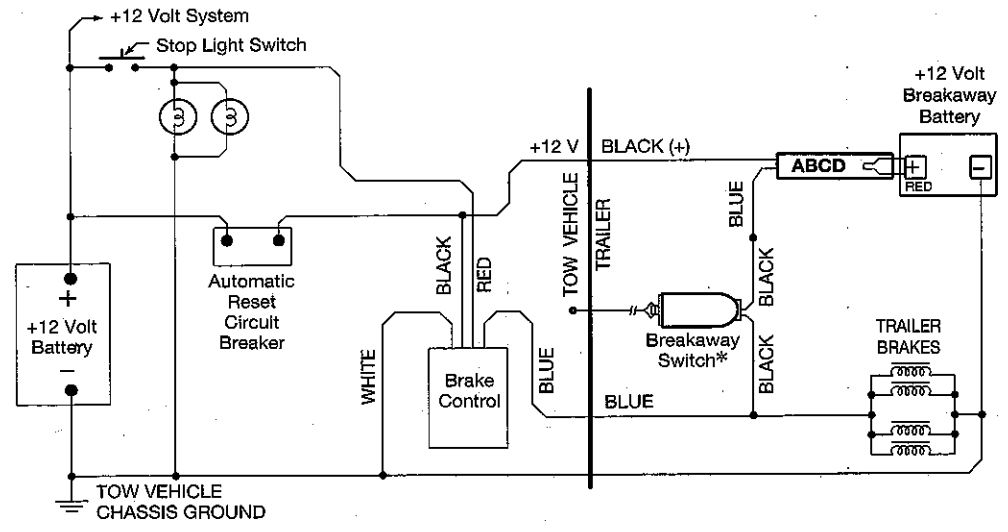 +12 Volt System
Stop Light Switch
+12 Volt
Breakaway
Battery
+12 V
BLACK (+)
ABCD
+
-
RED
BLUE
TOW VEHICLE
TRAILER
BLACK
RED
BLACK
Automatic
Reset
Circuit
Breaker
+
+12 Volt
Battery
-
Breakaway
Switch*
TRAILER
BRAKES
WHITE
Brake
Control
BLUE
BLACK
BLUE
TOW VEHICLE
CHASSIS GROUND